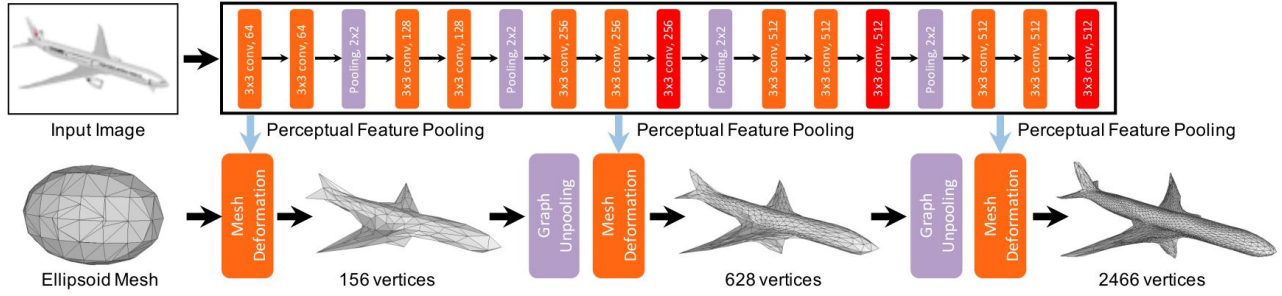 3x3 conv, 64
3x3 conv, 64
Pooling, 2x2
3x3 conv, 128
3x3 conv, 128
Pooling, 2x2
3x3 conv, 256
3x3 conv, 256
3x3 conv, 256
Pooling, 2x2
3x3 conv, 512
3x3 conv, 512
3x3 conv, 512
Pooling, 2x2
3x3 conv, 512
3x3 conv, 512
3x3 conv, 512
Input Image
Perceptual Feature Pooling
Perceptual Feature Pooling
Perceptual Feature Pooling
Mesh
Deformation
Graph
Unpooling
Mesh
Deformation
Graph
Unpooling
Mesh
Deformation
Ellipsoid Mesh
156 vertices
628 vertices
2466 vertices